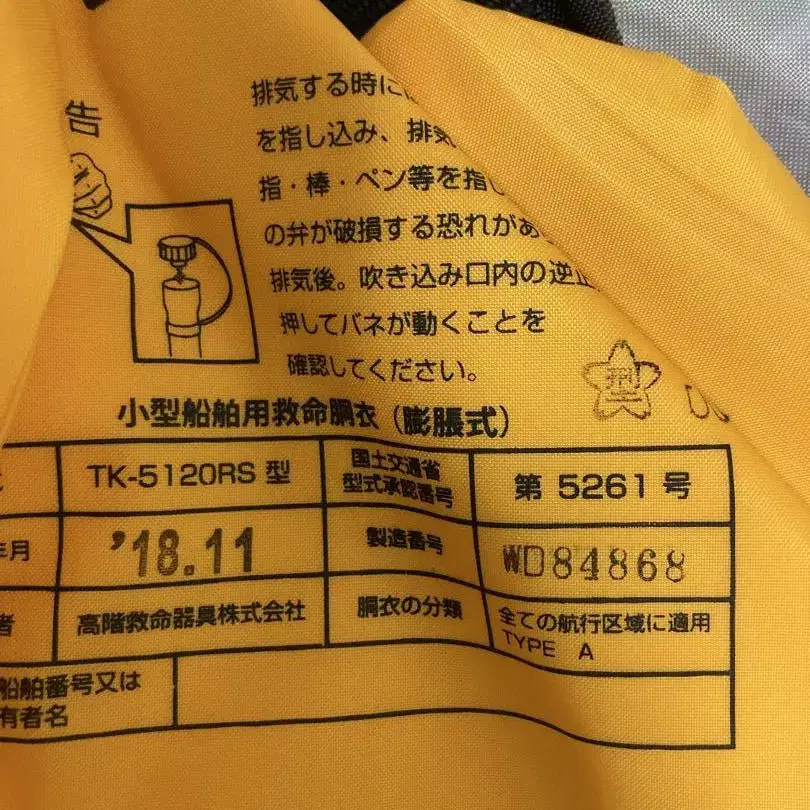 告
排気する時に
を指し込み、排気
指・棒・ペン等を指し
の弁が破損する恐れがあ
排気後。吹き込み口内の逆止
押してバネが動くことを
確認してください。
型
小型船舶用救命胴衣（膨脹式）
TK-5120RS 型
国土交通省
型式承認番号
第 5261 号
年月
'18.11
製造番号
WD84868
者
高階救命器具株式会社
胴衣の分類
全ての航行区域に適用
TYPE A
船舶番号又は
有者名